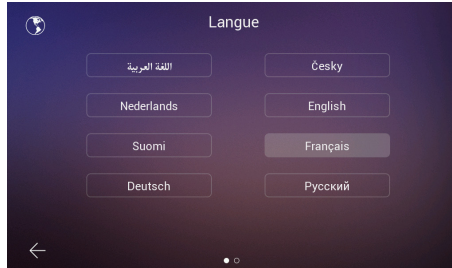 Langue
اللغة العربية
Česky
Nederlands
English
Suomi
Français
Deutsch
Русский